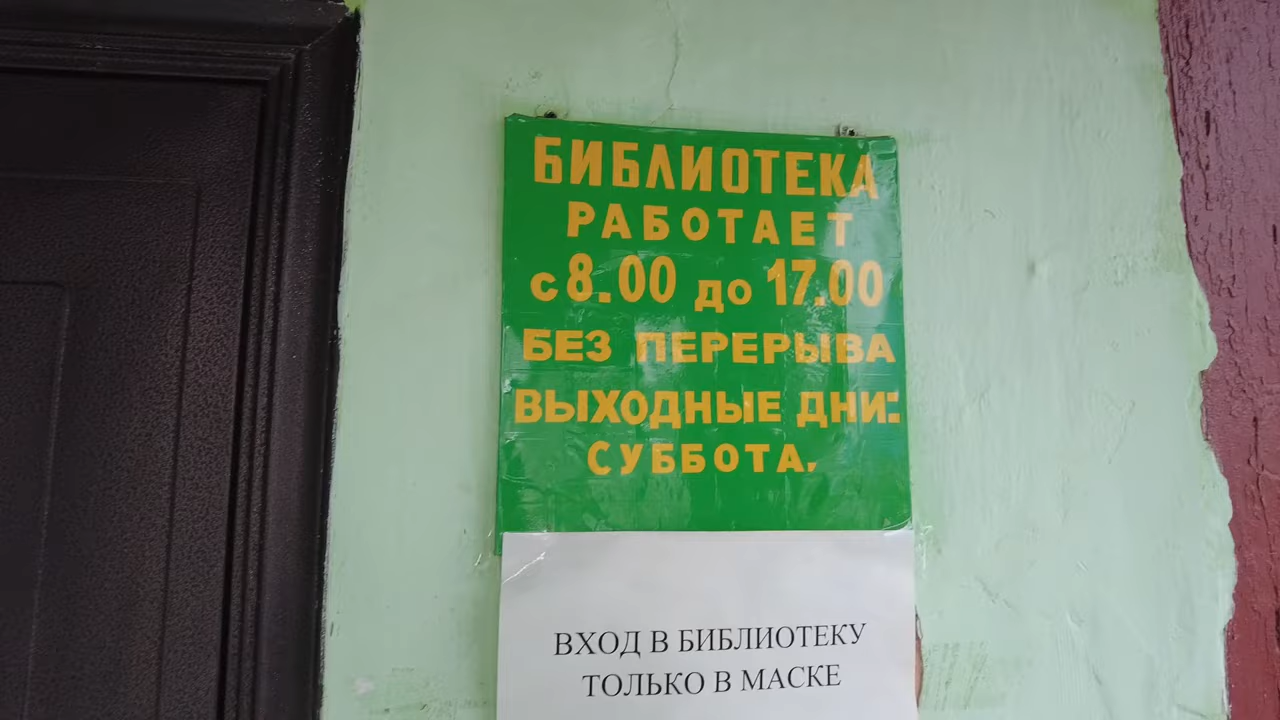 БИБЛИОТЕКА
РАБОТАЕТ
с 8.00 до 17.00
БЕЗ ПЕРЕРЫВА
ВЫХОДНЫЕ ДНИ:
СУББОТА,
ВХОД В БИБЛИОТЕКУ
ТОЛЬКО В МАСКЕ